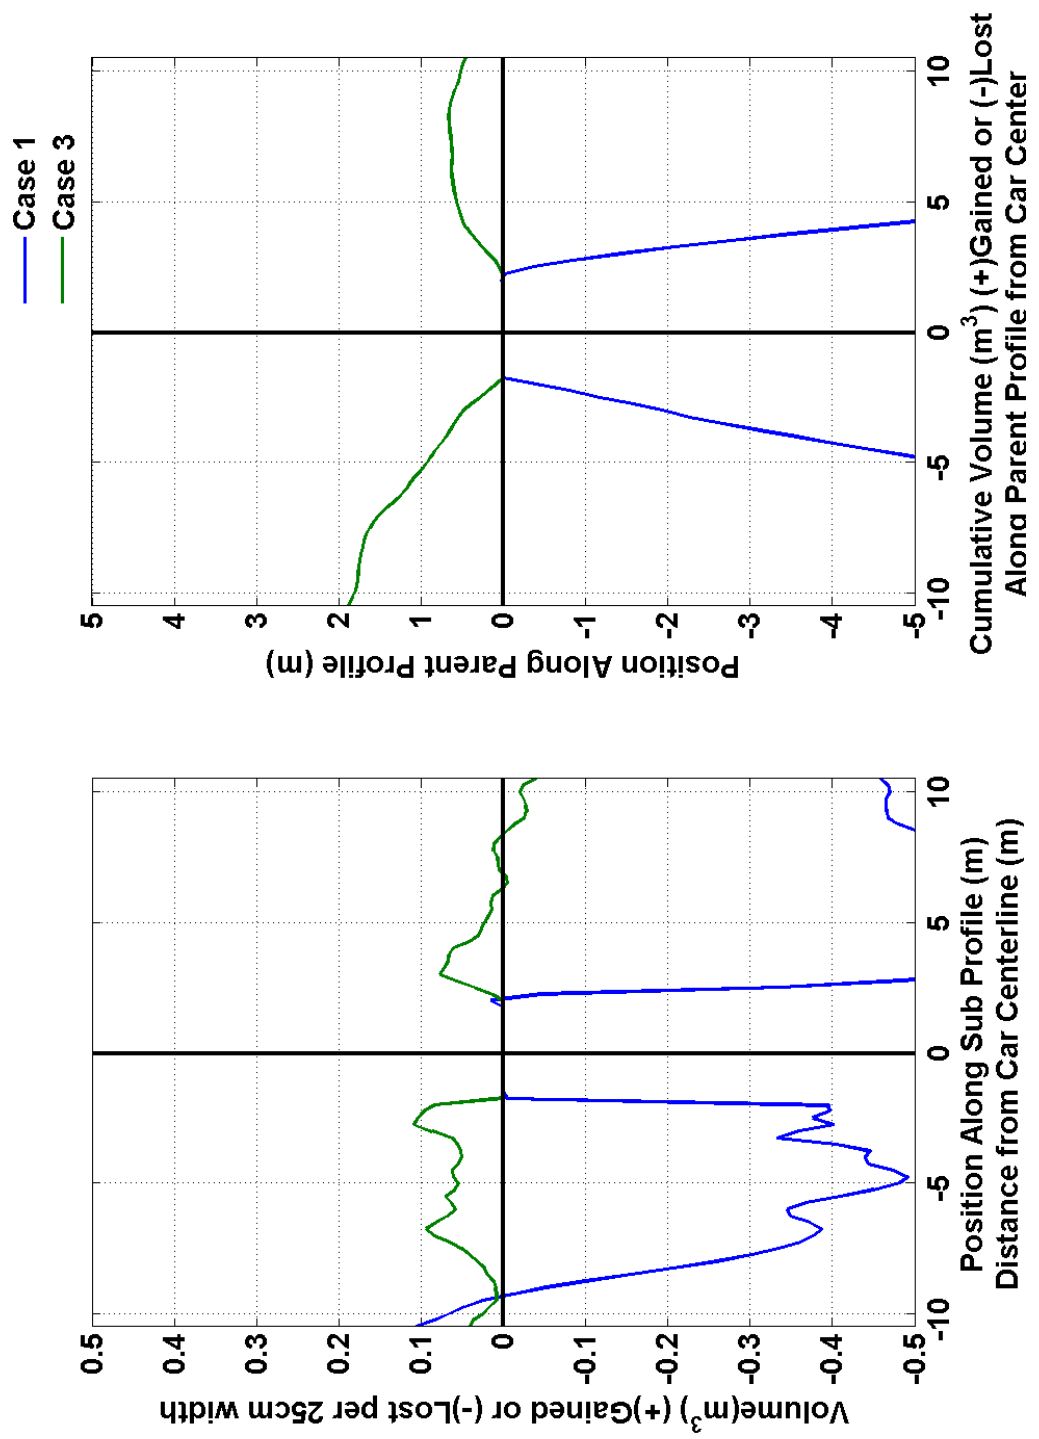 Case 1
Case 3
Volume(m³) (+)Gained or (-)Lost per 25cm width
0.5
0.4
0.3
0.2
0.1
0
-0.1
-0.2
-0.3
-0.4
-0.5
-10 -5 0 5 10
Position Along Sub Profile (m)
Distance from Car Centerline (m)
Position Along Parent Profile (m)
5
4
3
2
1
0
-1
-2
-3
-4
-5
-10 -5 0 5 10
Cumulative Volume (m³) (+)Gained or (-)Lost
Along Parent Profile from Car Center